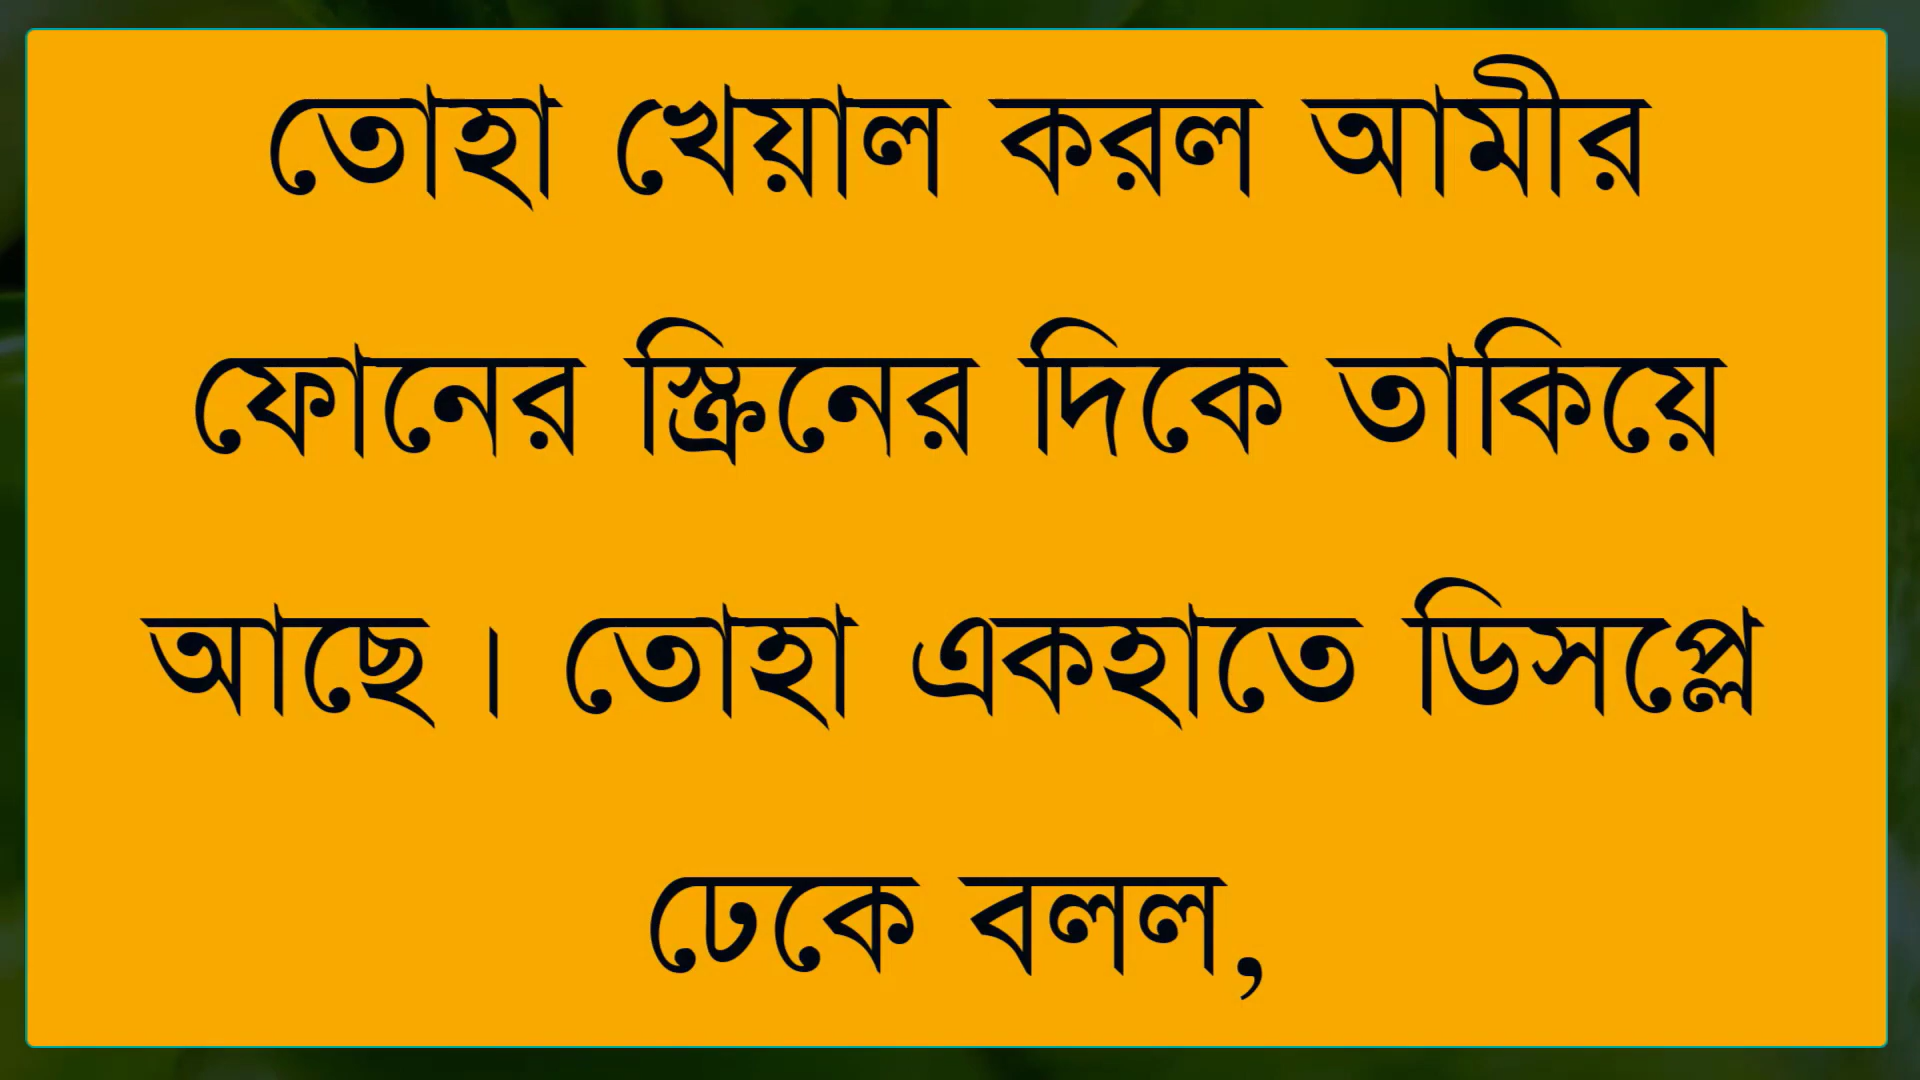 তোহা খেয়াল করল আমীর
ফোনের স্ক্রিনের দিকে তাকিয়ে
আছে। তোহা একহাতে ডিসপ্লে
ঢেকে বলল,